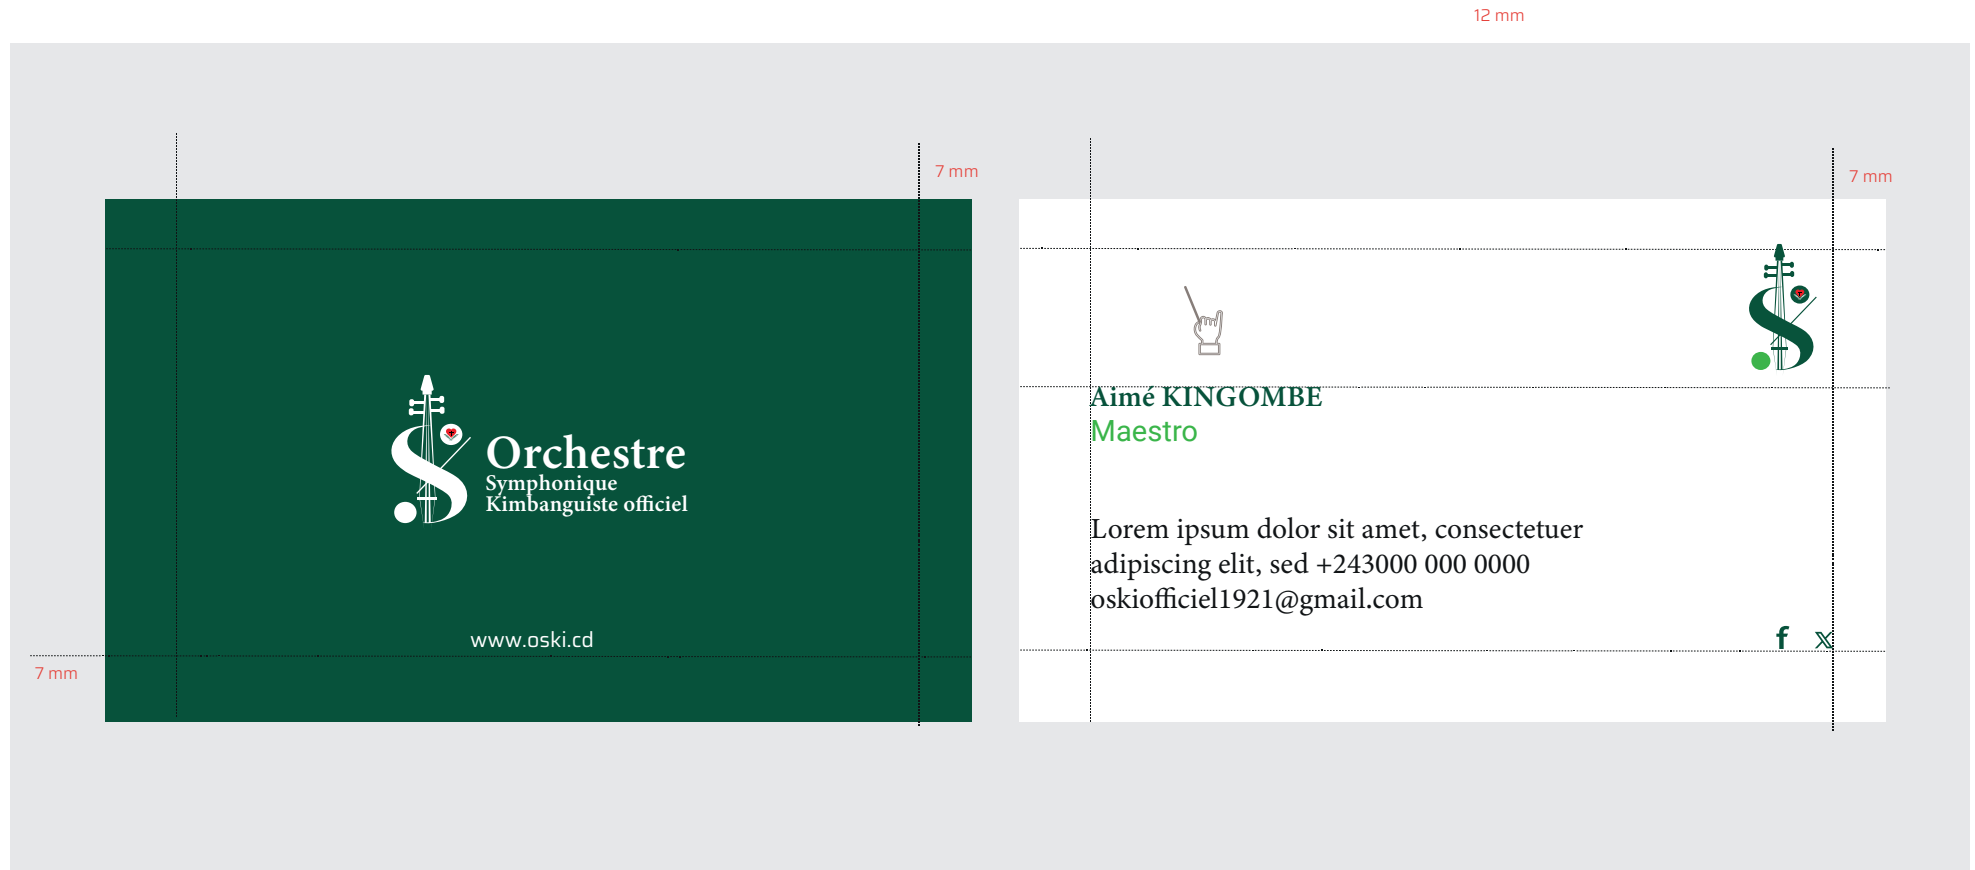 12 mm
7 mm
7 mm
Orchestre
Symphonique
Kimbanguiste officiel
www.oski.cd
7 mm
Aimé KINGOMBE
Maestro
Lorem ipsum dolor sit amet, consectetuer
adipiscing elit, sed +243000 000 0000
oskiofficiel1921@gmail.com